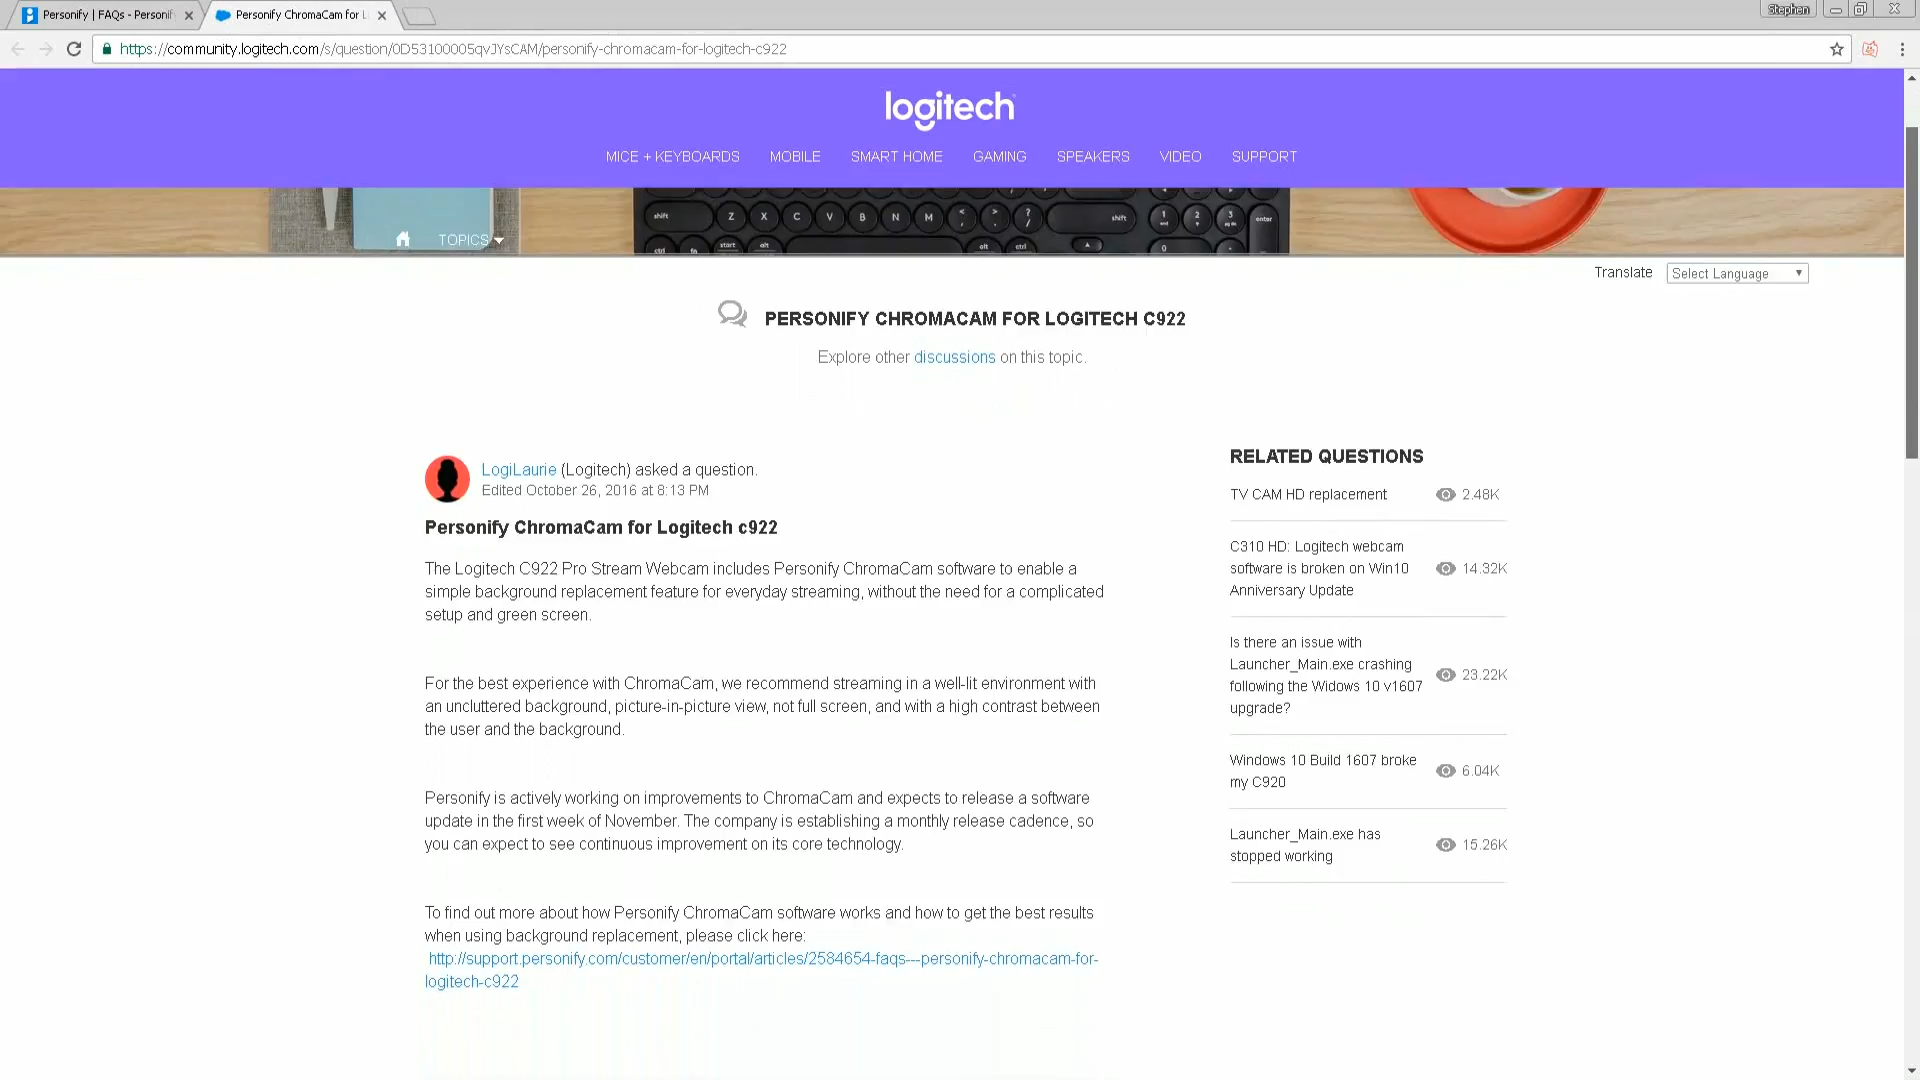 Personify | FAQs - Personif
Personify ChromaCam for L
Stephen
https://community.logitech.com/s/question/0D53100005qvJYsCAM/personify-chromacam-for-logitech-c922
logitech
MICE + KEYBOARDS MOBILE SMART HOME GAMING SPEAKERS VIDEO SUPPORT
shift Z X C V B N M < > ? / shift 1 2 3 enter
ctrl fn start alt alt ctrl 0
TOPICS
Translate Select Language
PERSONIFY CHROMACAM FOR LOGITECH C922
Explore other discussions on this topic.
LogiLaurie (Logitech) asked a question.
Edited October 26, 2016 at 8:13 PM
Personify ChromaCam for Logitech c922
The Logitech C922 Pro Stream Webcam includes Personify ChromaCam software to enable a
simple background replacement feature for everyday streaming, without the need for a complicated
setup and green screen.
For the best experience with ChromaCam, we recommend streaming in a well-lit environment with
an uncluttered background, picture-in-picture view, not full screen, and with a high contrast between
the user and the background.
Personify is actively working on improvements to ChromaCam and expects to release a software
update in the first week of November. The company is establishing a monthly release cadence, so
you can expect to see continuous improvement on its core technology.
To find out more about how Personify ChromaCam software works and how to get the best results
when using background replacement, please click here:
http://support.personify.com/customer/en/portal/articles/2584654-faqs---personify-chromacam-for-
logitech-c922
RELATED QUESTIONS
TV CAM HD replacement 2.48K
C310 HD: Logitech webcam
software is broken on Win10 14.32K
Anniversary Update
Is there an issue with
Launcher_Main.exe crashing
following the Widows 10 v1607 23.22K
upgrade?
Windows 10 Build 1607 broke
my C920 6.04K
Launcher_Main.exe has
stopped working 15.26K